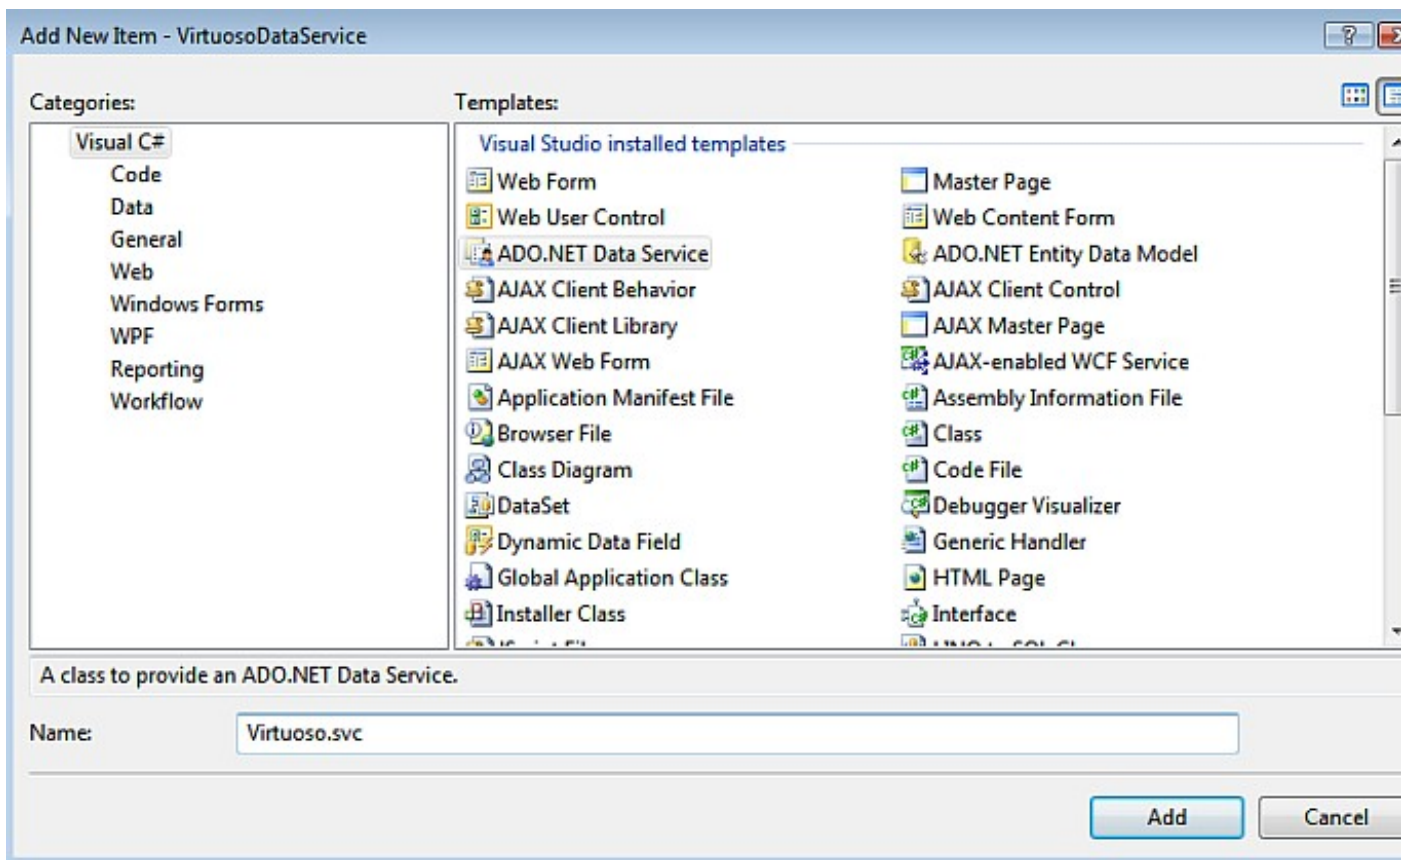 Add New Item - VirtuosoDataService
Categories:
Templates:
Visual C#
Code
Data
General
Web
Windows Forms
WPF
Reporting
Workflow
Visual Studio installed templates
Web Form
Master Page
Web User Control
Web Content Form
ADO.NET Data Service
ADO.NET Entity Data Model
AJAX Client Behavior
AJAX Client Control
AJAX Client Library
AJAX Master Page
AJAX Web Form
AJAX-enabled WCF Service
Application Manifest File
Assembly Information File
Browser File
Class
Class Diagram
Code File
DataSet
Debugger Visualizer
Dynamic Data Field
Generic Handler
Global Application Class
HTML Page
Installer Class
Interface
A class to provide an ADO.NET Data Service.
Name:
Virtuoso.svc
Add
Cancel